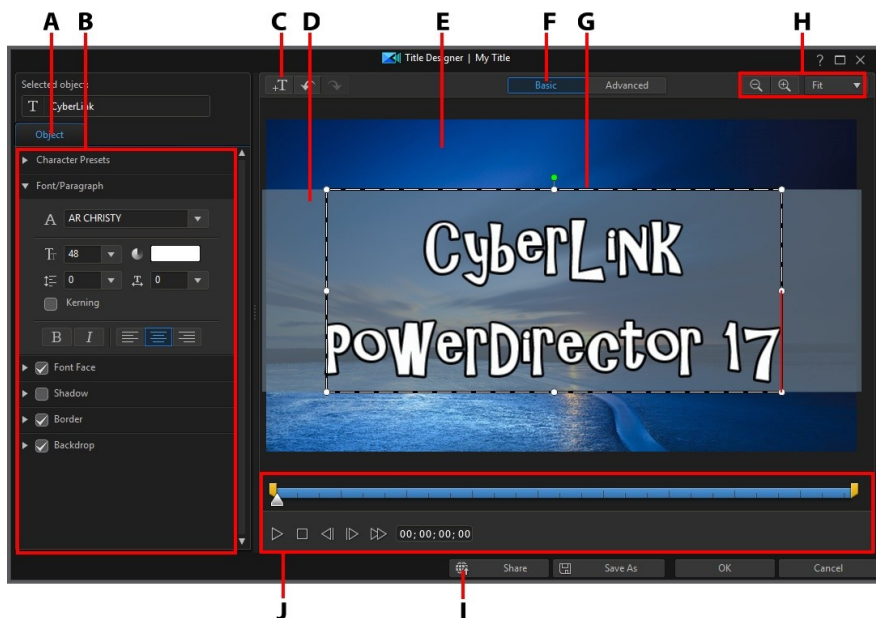 A B C D E F G H
Title Designer | My Title
Selected object:
T CyberLink
+T
Basic Advanced
Fit
Object
Character Presets
Font/Paragraph
A AR CHRISTY
TT 48
0 T 0
Kerning
B I
Font Face
Shadow
Border
Backdrop
CyberLink
PowerDirector 17
00;00;00;00
Share Save As OK Cancel
J I